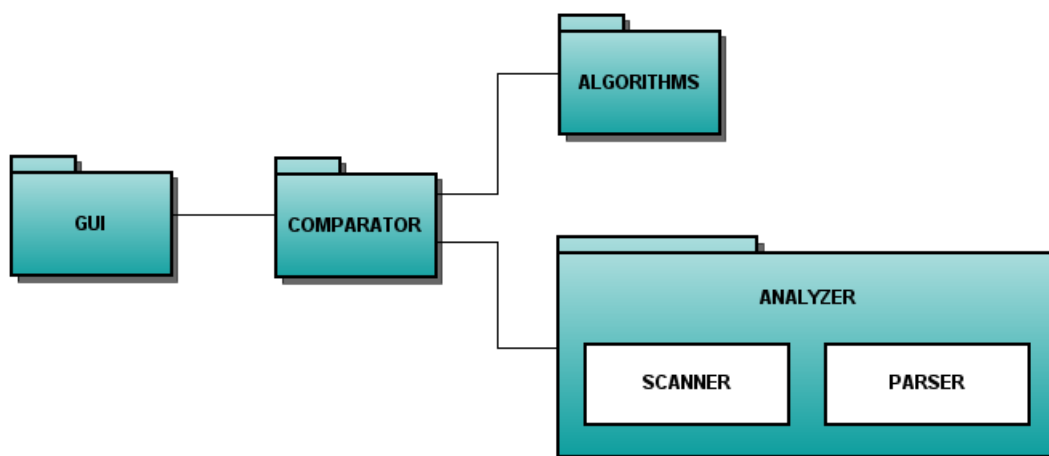 ALGORITHMS
GUI
COMPARATOR
ANALYZER
SCANNER
PARSER